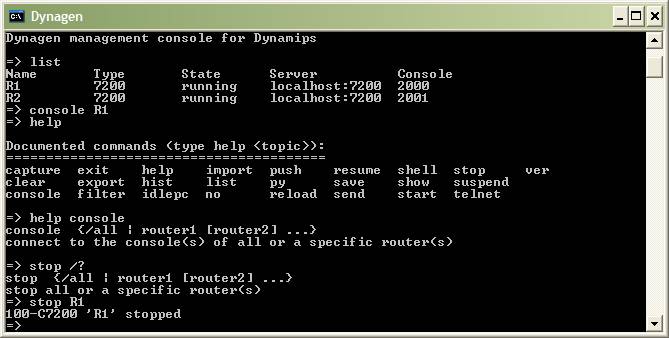 Dynagen
Dynagen management console for Dynamips
=> list
Name Type State Server Console
R1 7200 running localhost:7200 2000
R2 7200 running localhost:7200 2001
=> console R1
=> help
Documented commands (type help <topic>):
========================================
capture exit help import push resume shell stop ver
clear export hist list py save show suspend
console filter idlepc no reload send start telnet
=> help console
console {/all | router1 [router2] ...}
connect to the console(s) of all or a specific router(s)
=> stop /?
stop {/all | router1 [router2] ...}
stop all or a specific router(s)
=> stop R1
100-C7200 'R1' stopped
=>